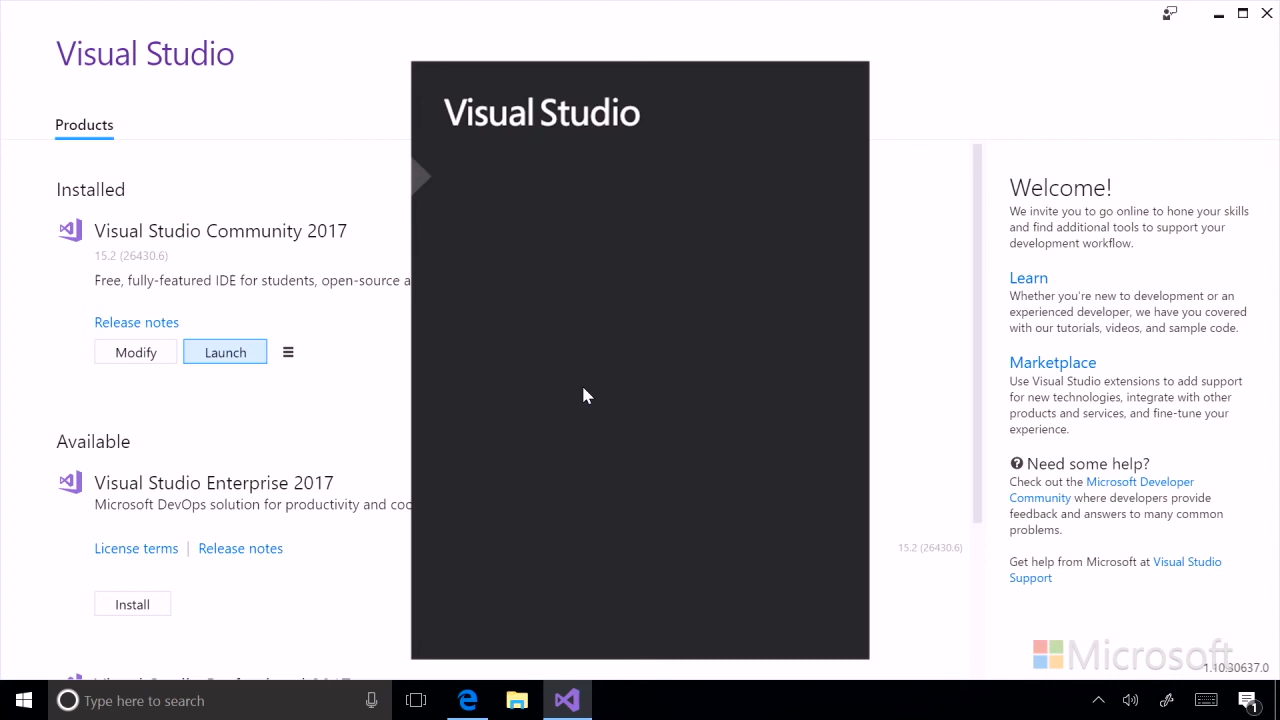 Visual Studio
Products
Installed
Visual Studio Community 2017
15.2 (26430.6)
Free, fully-featured IDE for students, open-source a
Release notes
Modify
Launch
Available
Visual Studio Enterprise 2017
Microsoft DevOps solution for productivity and coo
License terms | Release notes
15.2 (26430.6)
Install
Visual Studio
Welcome!
We invite you to go online to hone your skills
and find additional tools to support your
development workflow.
Learn
Whether you're new to development or an
experienced developer, we have you covered
with our tutorials, videos, and sample code.
Marketplace
Use Visual Studio extensions to add support
for new technologies, integrate with other
products and services, and fine-tune your
experience.
Need some help?
Check out the Microsoft Developer
Community where developers provide
feedback and answers to many common
problems.
Get help from Microsoft at Visual Studio
Support
Microsoft
1.10.30637.0
Type here to search
1